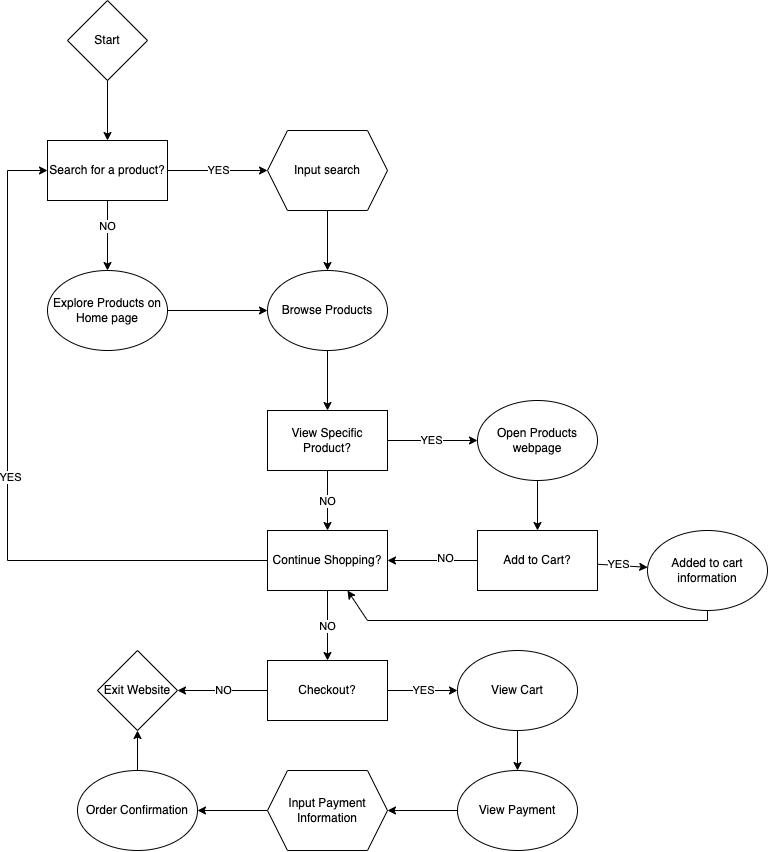 Start
Search for a product?
YES
Input search
NO
Explore Products on
Home page
Browse Products
View Specific
Product?
YES
Open Products
webpage
YES
NO
Continue Shopping?
NO
Add to Cart?
YES
Added to cart
information
NO
Exit Website
NO
Checkout?
YES
View Cart
Order Confirmation
Input Payment
Information
View Payment